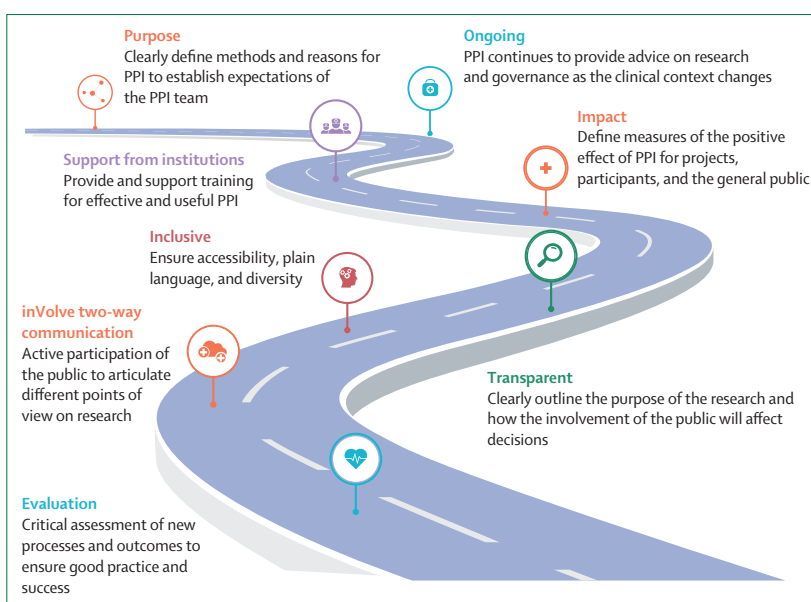 Purpose
Clearly define methods and reasons for
PPI to establish expectations of
the PPI team
Ongoing
PPI continues to provide advice on research
and governance as the clinical context changes
Support from institutions
Provide and support training
for effective and useful PPI
Impact
Define measures of the positive
effect of PPI for projects,
participants, and the general public
Inclusive
Ensure accessibility, plain
language, and diversity
inVolve two-way
communication
Active participation of
the public to articulate
different points of
view on research
Transparent
Clearly outline the purpose of the research and
how the involvement of the public will affect
decisions
Evaluation
Critical assessment of new
processes and outcomes to
ensure good practice and
success